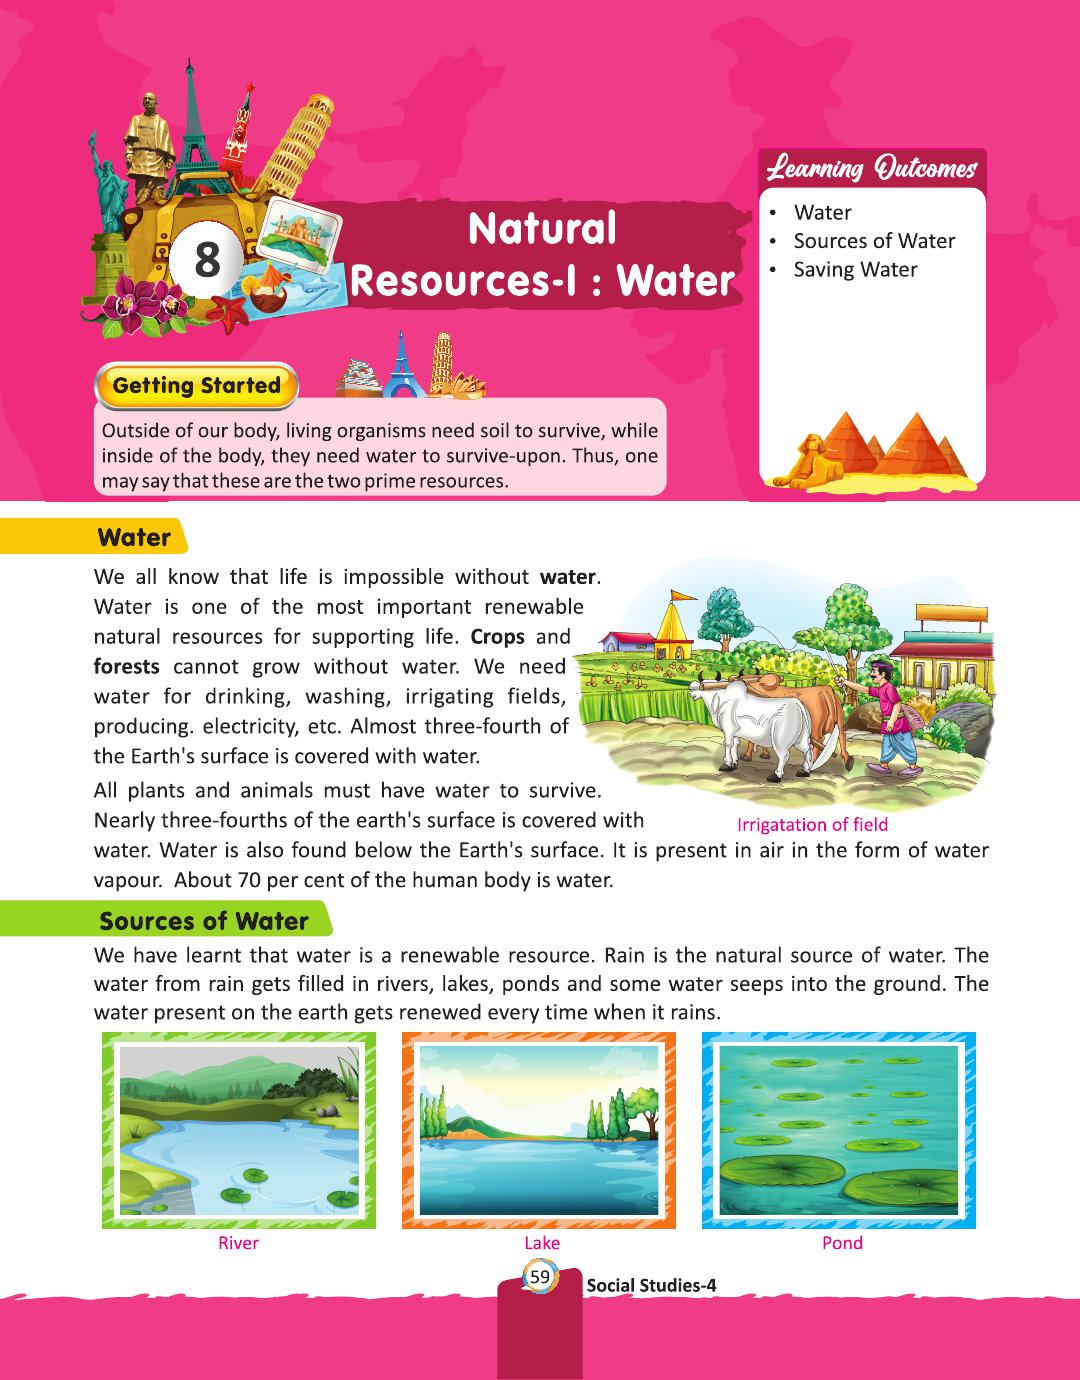 8
Natural
Resources-I : Water
Learning Outcomes
• Water
• Sources of Water
• Saving Water
Getting Started
Outside of our body, living organisms need soil to survive, while
inside of the body, they need water to survive-upon. Thus, one
may say that these are the two prime resources.
Water
We all know that life is impossible without water.
Water is one of the most important renewable
natural resources for supporting life. Crops and
forests cannot grow without water. We need
water for drinking, washing, irrigating fields,
producing. electricity, etc. Almost three-fourth of
the Earth's surface is covered with water.
All plants and animals must have water to survive.
Nearly three-fourths of the earth's surface is covered with
Irrigatation of field
water. Water is also found below the Earth's surface. It is present in air in the form of water
vapour. About 70 per cent of the human body is water.
Sources of Water
We have learnt that water is a renewable resource. Rain is the natural source of water. The
water from rain gets filled in rivers, lakes, ponds and some water seeps into the ground. The
water present on the earth gets renewed every time when it rains.
River
Lake
Pond
59
Social Studies-4